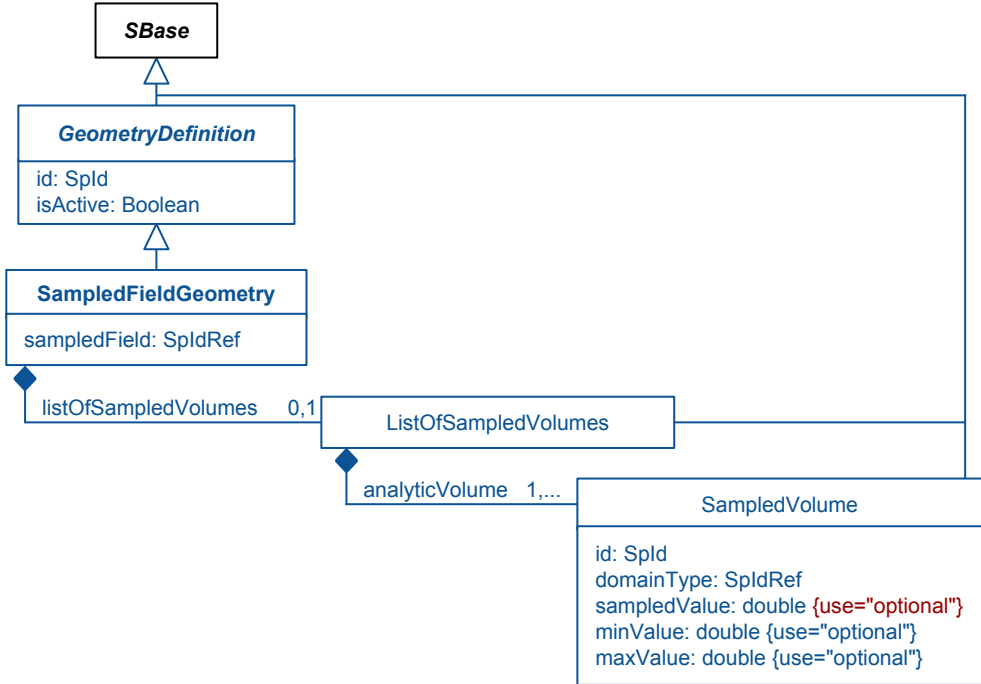 SBase
GeometryDefinition
id: SpId
isActive: Boolean
SampledFieldGeometry
sampledField: SpIdRef
listOfSampledVolumes 0,1
ListOfSampledVolumes
analyticVolume 1,...
SampledVolume
id: SpId
domainType: SpIdRef
sampledValue: double {use="optional"}
minValue: double {use="optional"}
maxValue: double {use="optional"}